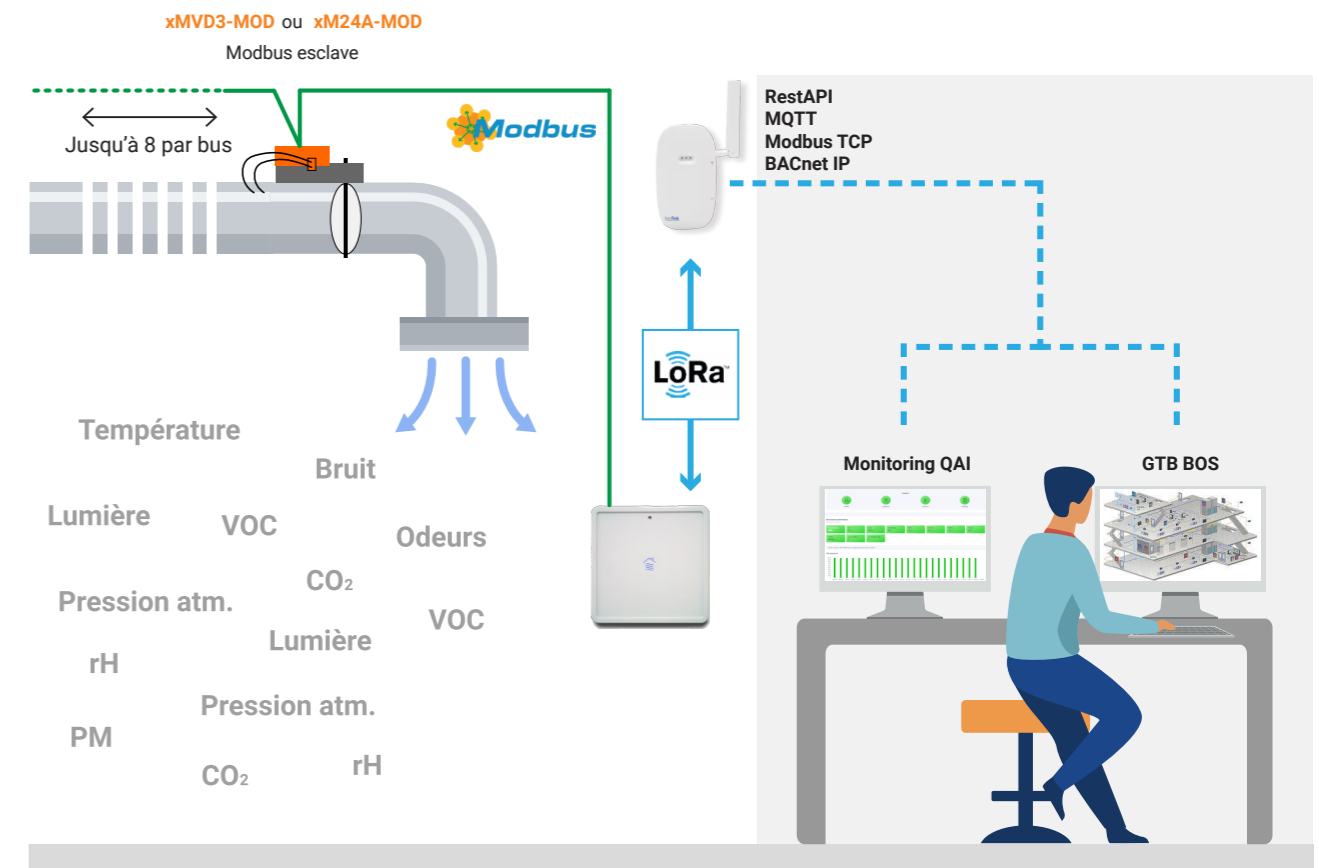 xMVD3-MOD ou xM24A-MOD
Modbus esclave
Jusqu’à 8 par bus
Modbus
RestAPI
MQTT
Modbus TCP
BACnet IP
LoRa™
Température
Bruit
Lumière
VOC
Odeurs
CO₂
Pression atm.
VOC
Lumière
rH
Pression atm.
PM
CO₂
rH
Monitoring QAI
GTB BOS